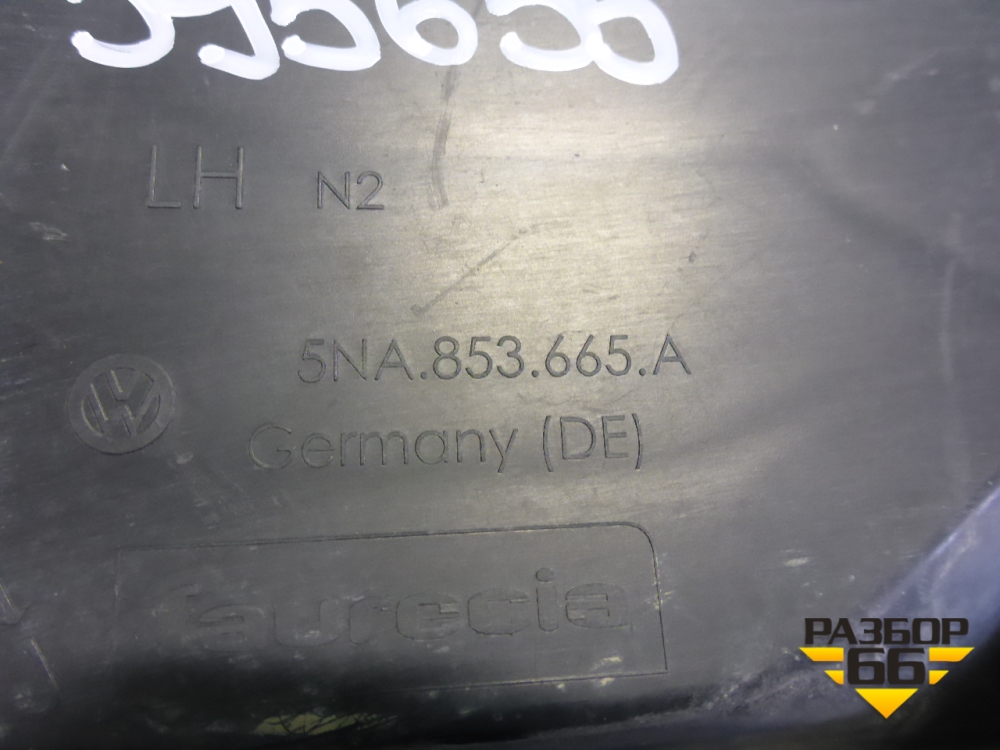 LH N2
5NA.853.665.A
Germany (DE)
faurecia
РАЗБОР
66